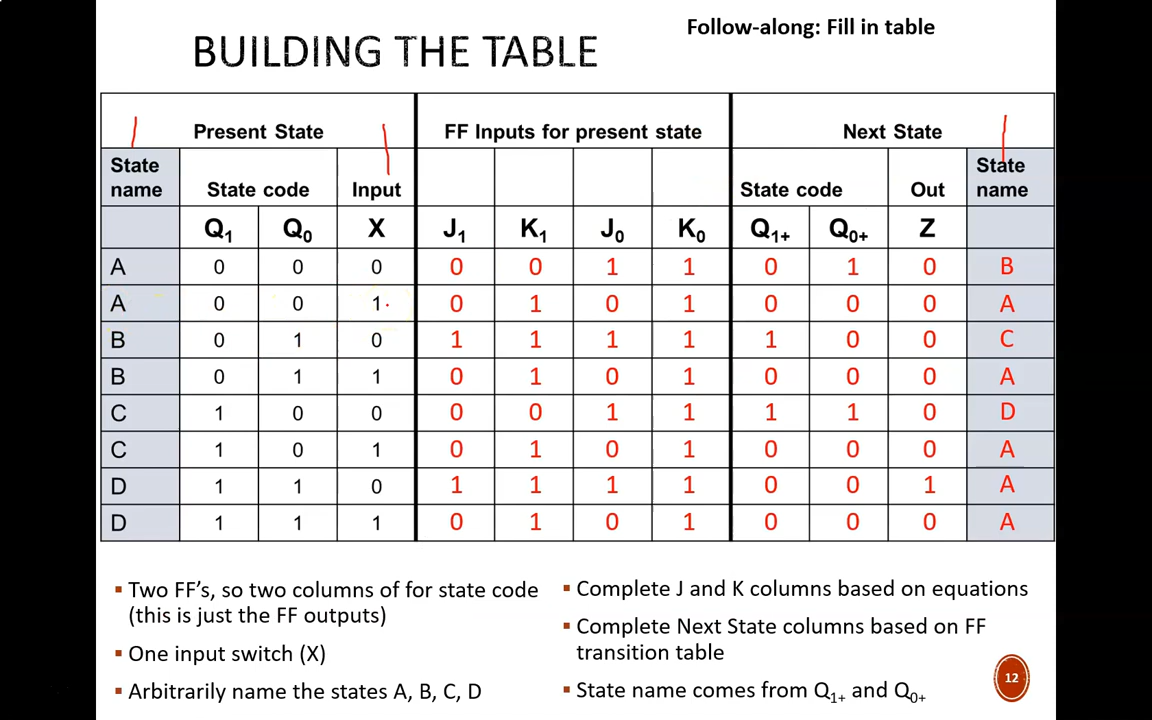 Follow-along: Fill in table
BUILDING THE TABLE
Present State FF Inputs for present state Next State
State name State code Input State code Out State name
Q1 Q0 X J1 K1 J0 K0 Q1+ Q0+ Z
A 0 0 0 0 0 1 1 0 1 0 B
A 0 0 1 0 1 0 1 0 0 0 A
B 0 1 0 1 1 1 1 1 0 0 C
B 0 1 1 0 1 0 1 0 0 0 A
C 1 0 0 0 0 1 1 1 1 0 D
C 1 0 1 0 1 0 1 0 0 0 A
D 1 1 0 1 1 1 1 0 0 1 A
D 1 1 1 0 1 0 1 0 0 0 A
▪ Two FF's, so two columns of for state code
(this is just the FF outputs)
▪ One input switch (X)
▪ Arbitrarily name the states A, B, C, D
▪ Complete J and K columns based on equations
▪ Complete Next State columns based on FF
transition table
▪ State name comes from Q1+ and Q0+
12